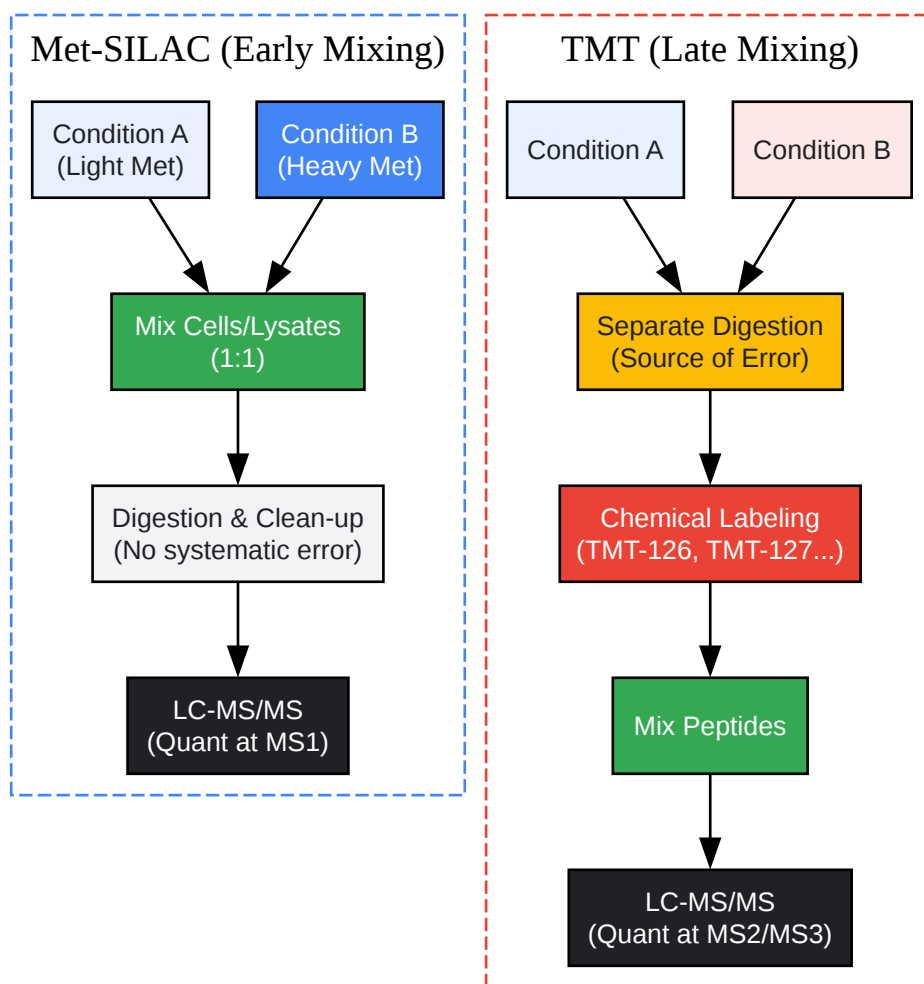 Met-SILAC (Early Mixing)
Condition A
(Light Met)
Condition B
(Heavy Met)
Mix Cells/Lysates
(1:1)
Digestion & Clean-up
(No systematic error)
LC-MS/MS
(Quant at MS1)
TMT (Late Mixing)
Condition A
Condition B
Separate Digestion
(Source of Error)
Chemical Labeling
(TMT-126, TMT-127...)
Mix Peptides
LC-MS/MS
(Quant at MS2/MS3)